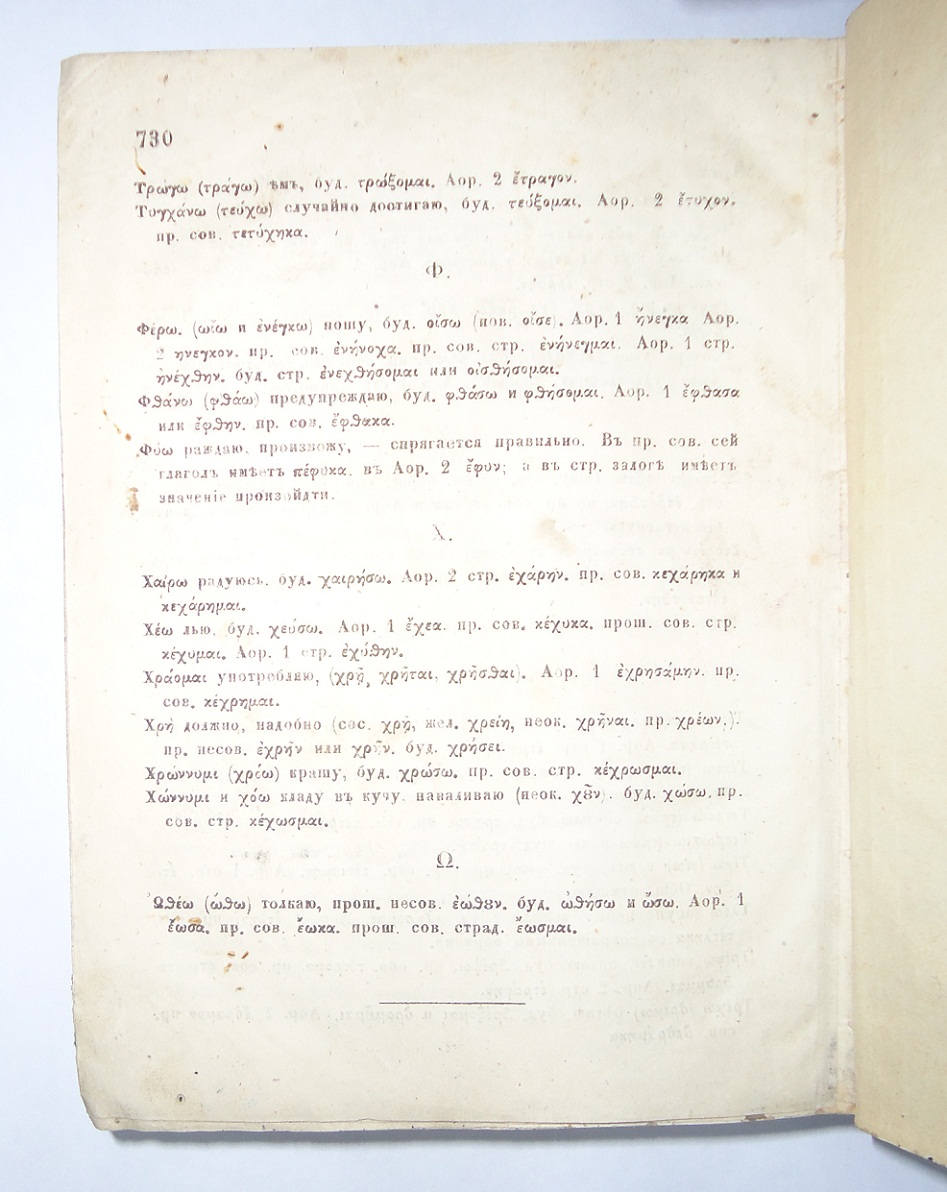 730
Τρώγω (τράγω) ѣмъ, буд. τρώξομαι. Аор. 2 ἔτραγον.
Τυγχάνω (τεύχω) случайно достигаю, буд. τεύξομαι. Аор. 2 ἔτυχον.
пр. сов. τετύχηκα.
Ф.
Φέρω. (ωἴω и ἐνέγκω) ношу, буд. οἴσω (пов. οἶσε). Аор. 1 ἤνεγκα Аор.
2 ηνεγκον. пр. сов. ἐνήνοχα. пр. сов. стр. ἐνήνεγμαι. Аор. 1 стр.
ἠνέχθην. буд. стр. ἐνεχθήσομαι или οἰσθήσομαι.
Φθάνω (φθάω) предупреждаю, буд. φθάσω и φθήσομαι. Аор. 1 ἔφθασα
или ἔφθην. пр. сов. ἔφθακα.
Φύω раждаю, произвожу, — спрягается правильно. Въ пр. сов. сей
глаголъ имѣетъ πέφυκα. въ Аор. 2 ἔφυν; а въ стр. залогѣ имѣетъ
значеніе произойдти.
Χ.
Χαίρω радуюсь. буд. χαιρήσω. Аор. 2 стр. ἐχάρην. пр. сов. κεχάρηκα и
κεχάρημαι.
Χέω лью, буд. χεύσω. Аор. 1 ἔχεα. пр. сов. κέχυκα. прош. сов. стр.
κέχυμαι. Аор. 1 стр. ἐχύθην.
Χράομαι употребляю, (χρῆ, χρῆται, χρῆσθαι). Аор. 1 ἐχρησάμην. пр.
сов. κέχρημαι.
Χρή должно, надобно (сос. χρῇ, жел. χρείη, неок. χρῆναι. пр. χρέων.).
пр. несов. ἐχρῆν или χρῆν. буд. χρήσει.
Χρώννυμι (χρόω) крашу, буд. χρώσω. пр. сов. стр. κέχρωσμαι.
Χώννυμι и χόω кладу въ кучу, наваливаю (неок. χȣ͂ν). буд. χώσω. пр.
сов. стр. κέχωσμαι.
Ω.
Ὠθέω (ὤθω) толкаю, прош. несов. ἐώθȣν. буд. ὠθήσω и ὤσω. Аор. 1
ἔωσα. пр. сов. ἔωκα. прош. сов. страд. ἔωσμαι.